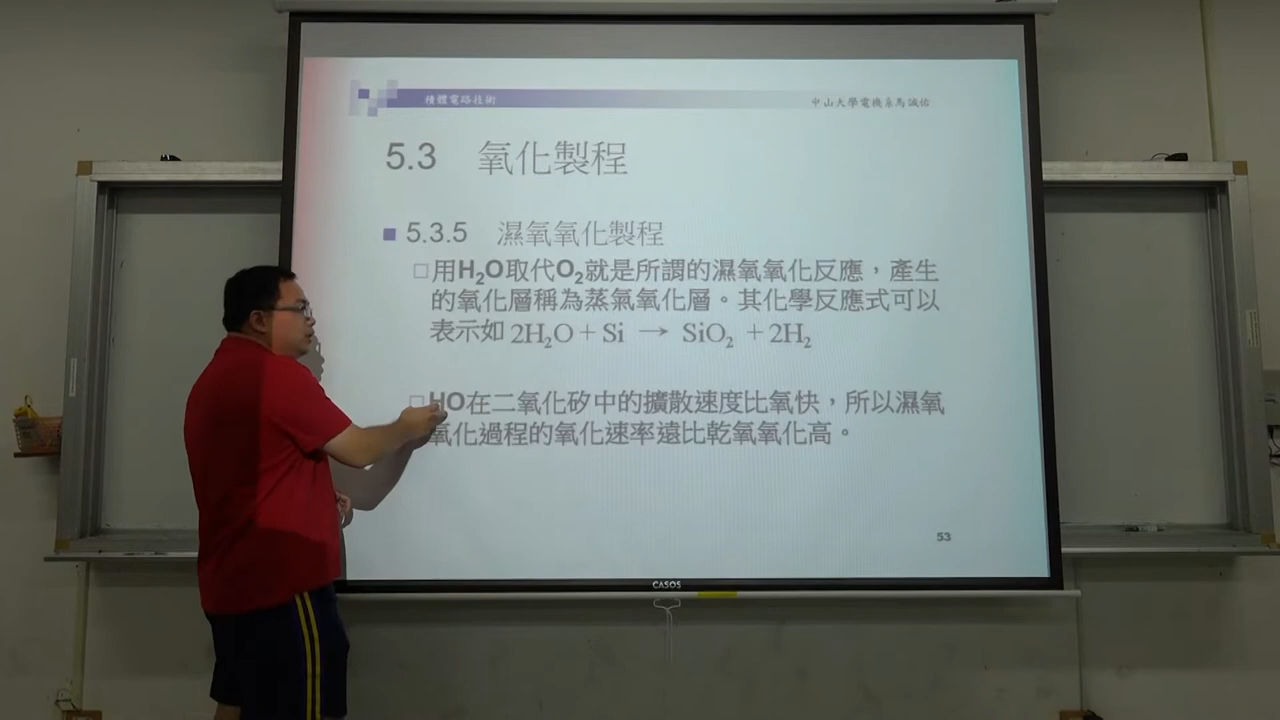 積體電路技術
中山大學電機系馬誠佑
5.3 氧化製程
5.3.5 濕氧氧化製程
用H₂O取代O₂就是所謂的濕氧氧化反應，產生
的氧化層稱為蒸氣氧化層。其化學反應式可以
表示如 2H₂O + Si → SiO₂ + 2H₂
HO在二氧化矽中的擴散速度比氧快，所以濕氧
氧化過程的氧化速率遠比乾氧氧化高。
53
CASOS